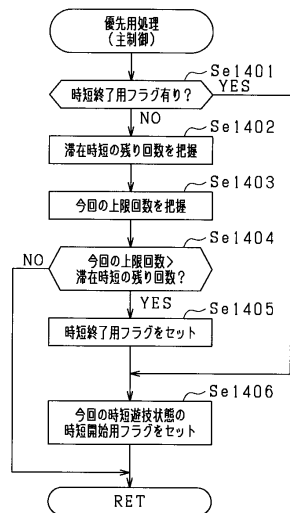 優先用処理
(主制御)
Se1401
時短終了用フラグ有り?
YES
NO
Se1402
滞在時短の残り回数を把握
Se1403
今回の上限回数を把握
Se1404
NO
今回の上限回数>
滞在時短の残り回数?
YES
Se1405
時短終了用フラグをセット
Se1406
今回の時短遊技状態の
時短開始用フラグをセット
RET